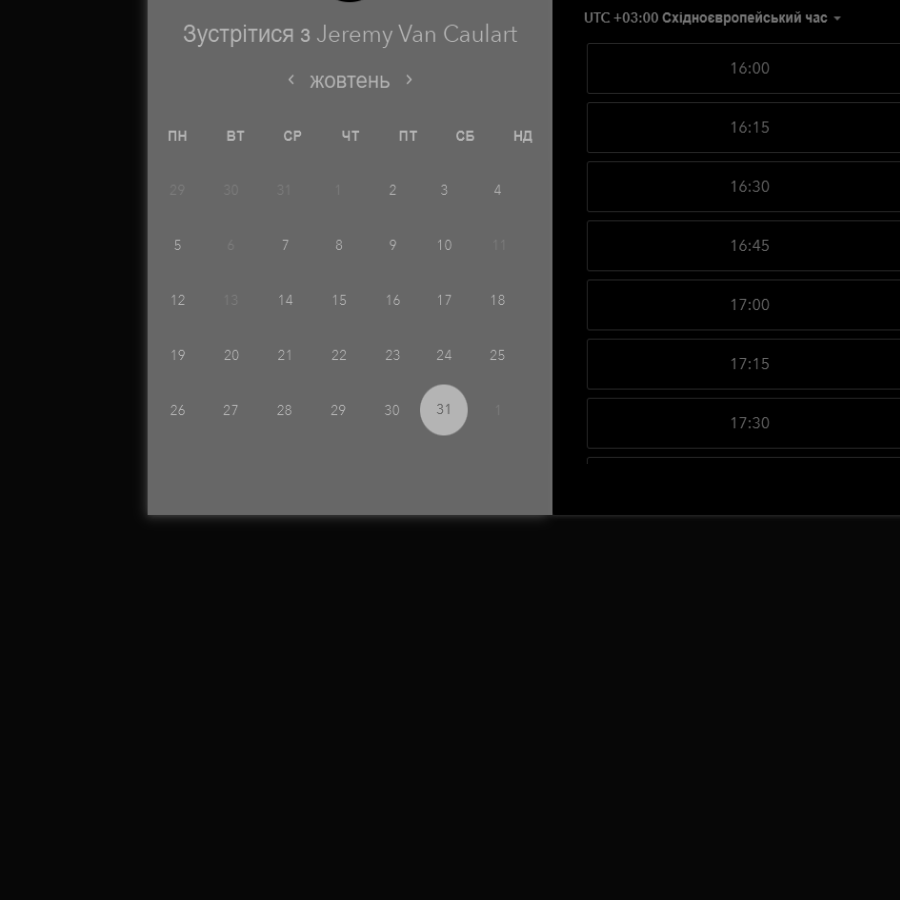 Зустрітися з Jeremy Van Caulart
‹ жовтень ›
ПН ВТ СР ЧТ ПТ СБ НД
29 30 31 1 2 3 4
5 6 7 8 9 10 11
12 13 14 15 16 17 18
19 20 21 22 23 24 25
26 27 28 29 30 31 1
UTC +03:00 Східноєвропейський час
16:00
16:15
16:30
16:45
17:00
17:15
17:30